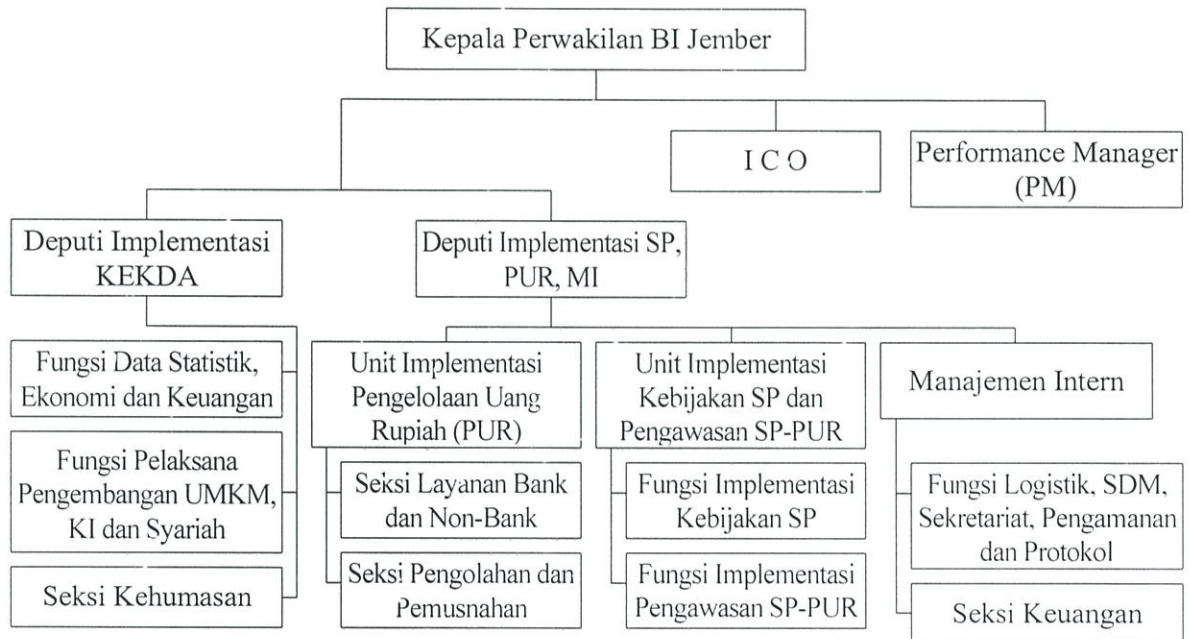 Kepala Perwakilan BI Jember
I C O
Performance Manager
(PM)
Deputi Implementasi
KEKDA
Deputi Implementasi SP,
PUR, MI
Fungsi Data Statistik,
Ekonomi dan Keuangan
Fungsi Pelaksana
Pengembangan UMKM,
KI dan Syariah
Seksi Kehumasan
Unit Implementasi
Pengelolaan Uang
Rupiah (PUR)
Seksi Layanan Bank
dan Non-Bank
Seksi Pengolahan dan
Pemusnahan
Unit Implementasi
Kebijakan SP dan
Pengawasan SP-PUR
Fungsi Implementasi
Kebijakan SP
Fungsi Implementasi
Pengawasan SP-PUR
Manajemen Intern
Fungsi Logistik, SDM,
Sekretariat, Pengamanan
dan Protokol
Seksi Keuangan